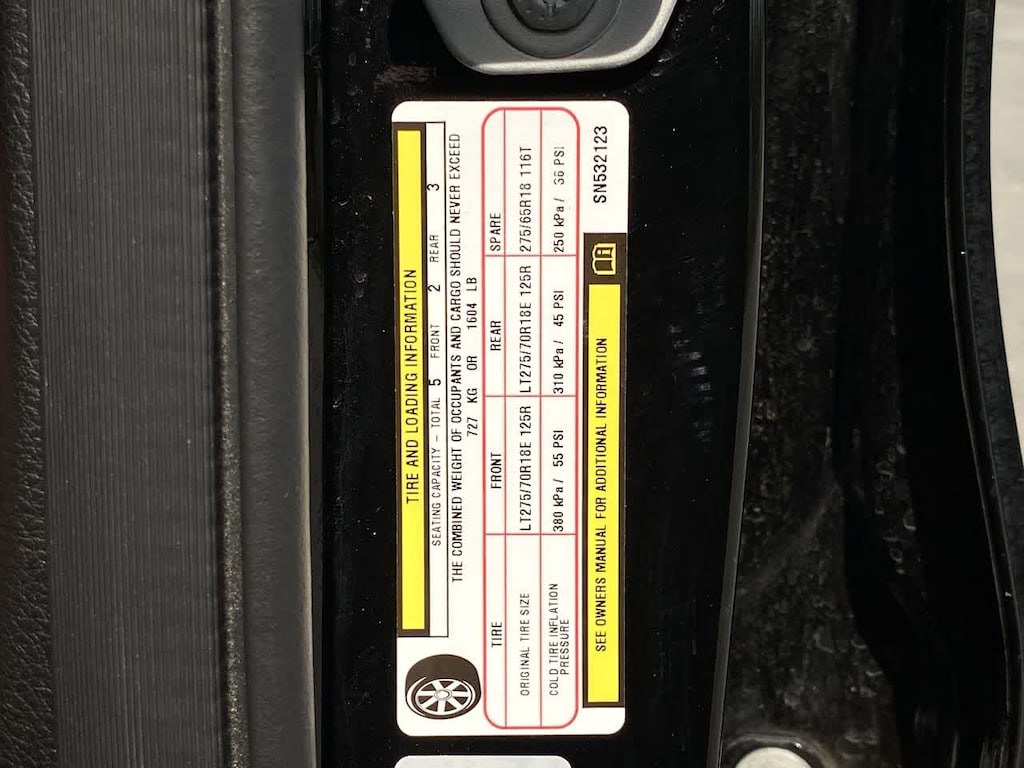 TIRE AND LOADING INFORMATION
SEATING CAPACITY – TOTAL 5 FRONT 2 REAR 3
THE COMBINED WEIGHT OF OCCUPANTS AND CARGO SHOULD NEVER EXCEED
727 KG OR 1604 LB
TIRE FRONT REAR SPARE
ORIGINAL TIRE SIZE LT275/70R18E 125R LT275/70R18E 125R 275/65R18 116T
COLD TIRE INFLATION PRESSURE 380 kPa / 55 PSI 310 kPa / 45 PSI 250 kPa / 36 PSI
SEE OWNERS MANUAL FOR ADDITIONAL INFORMATION
SN532123